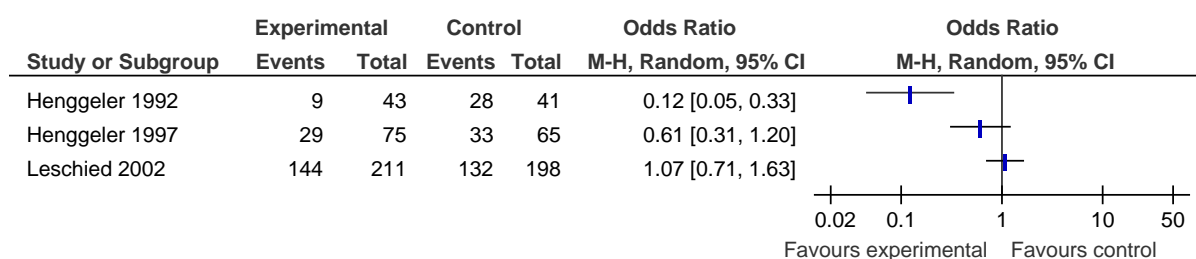 Experimental Control Odds Ratio Odds Ratio
Study or Subgroup Events Total Events Total M-H, Random, 95% CI M-H, Random, 95% CI
Henggeler 1992 9 43 28 41 0.12 [0.05, 0.33]
Henggeler 1997 29 75 33 65 0.61 [0.31, 1.20]
Leschied 2002 144 211 132 198 1.07 [0.71, 1.63]
0.02 0.1 1 10 50
Favours experimental Favours control